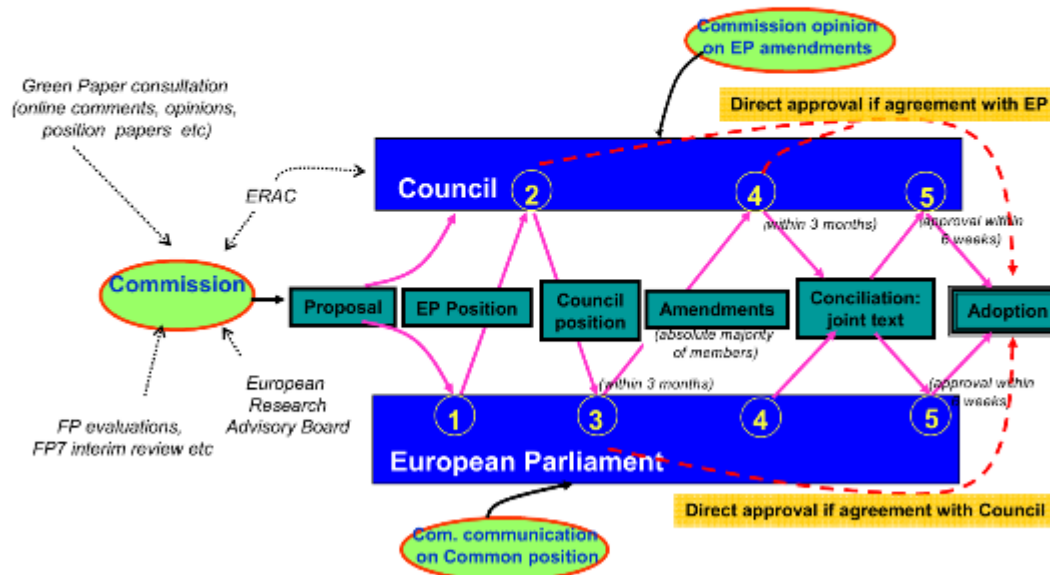 Commission opinion
on EP amendments
Green Paper consultation
(online comments, opinions,
position papers etc)
Direct approval if agreement with EP
ERAC
Council
2
4
5
(within 3 months)
(approval within
6 weeks)
Commission
Proposal
EP Position
Council
position
Amendments
(absolute majority
of members)
Conciliation:
joint text
Adoption
(within 3 months)
(approval within
weeks)
European
Research
Advisory Board
FP evaluations,
FP7 interim review etc
1
3
4
5
European Parliament
Direct approval if agreement with Council
Com. communication
on Common position